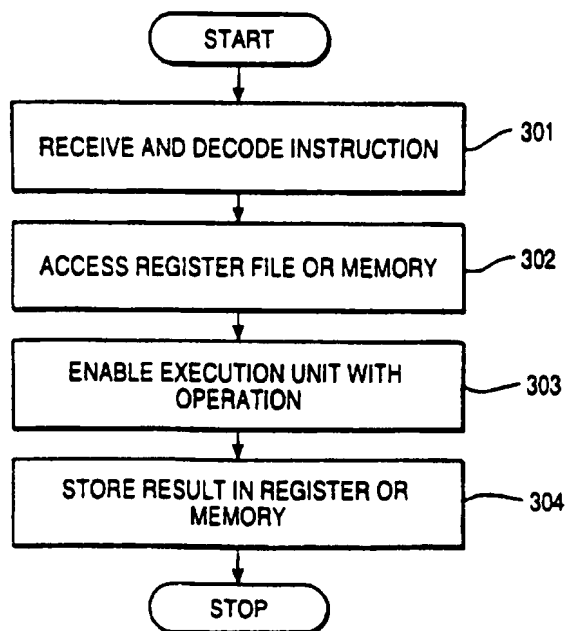 START
RECEIVE AND DECODE INSTRUCTION
301
ACCESS REGISTER FILE OR MEMORY
302
ENABLE EXECUTION UNIT WITH
OPERATION
303
STORE RESULT IN REGISTER OR
MEMORY
304
STOP